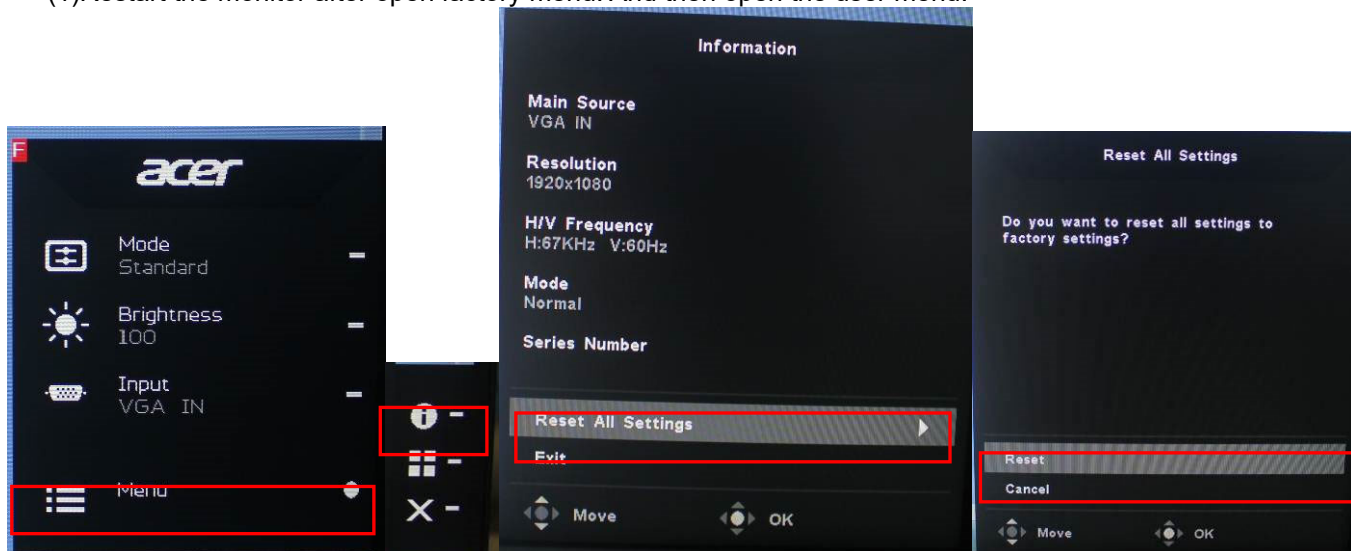 Restart the monitor after open factory menu.And then open the user menu.
F
acer
Mode
Standard
Brightness
100
Input
VGA IN
Menu
Information
Main Source
VGA IN
Resolution
1920x1080
H/V Frequency
H:67KHz V:60Hz
Mode
Normal
Series Number
Reset All Settings
Exit
Move OK
Reset All Settings
Do you want to reset all settings to
factory settings?
Reset
Cancel
Move OK